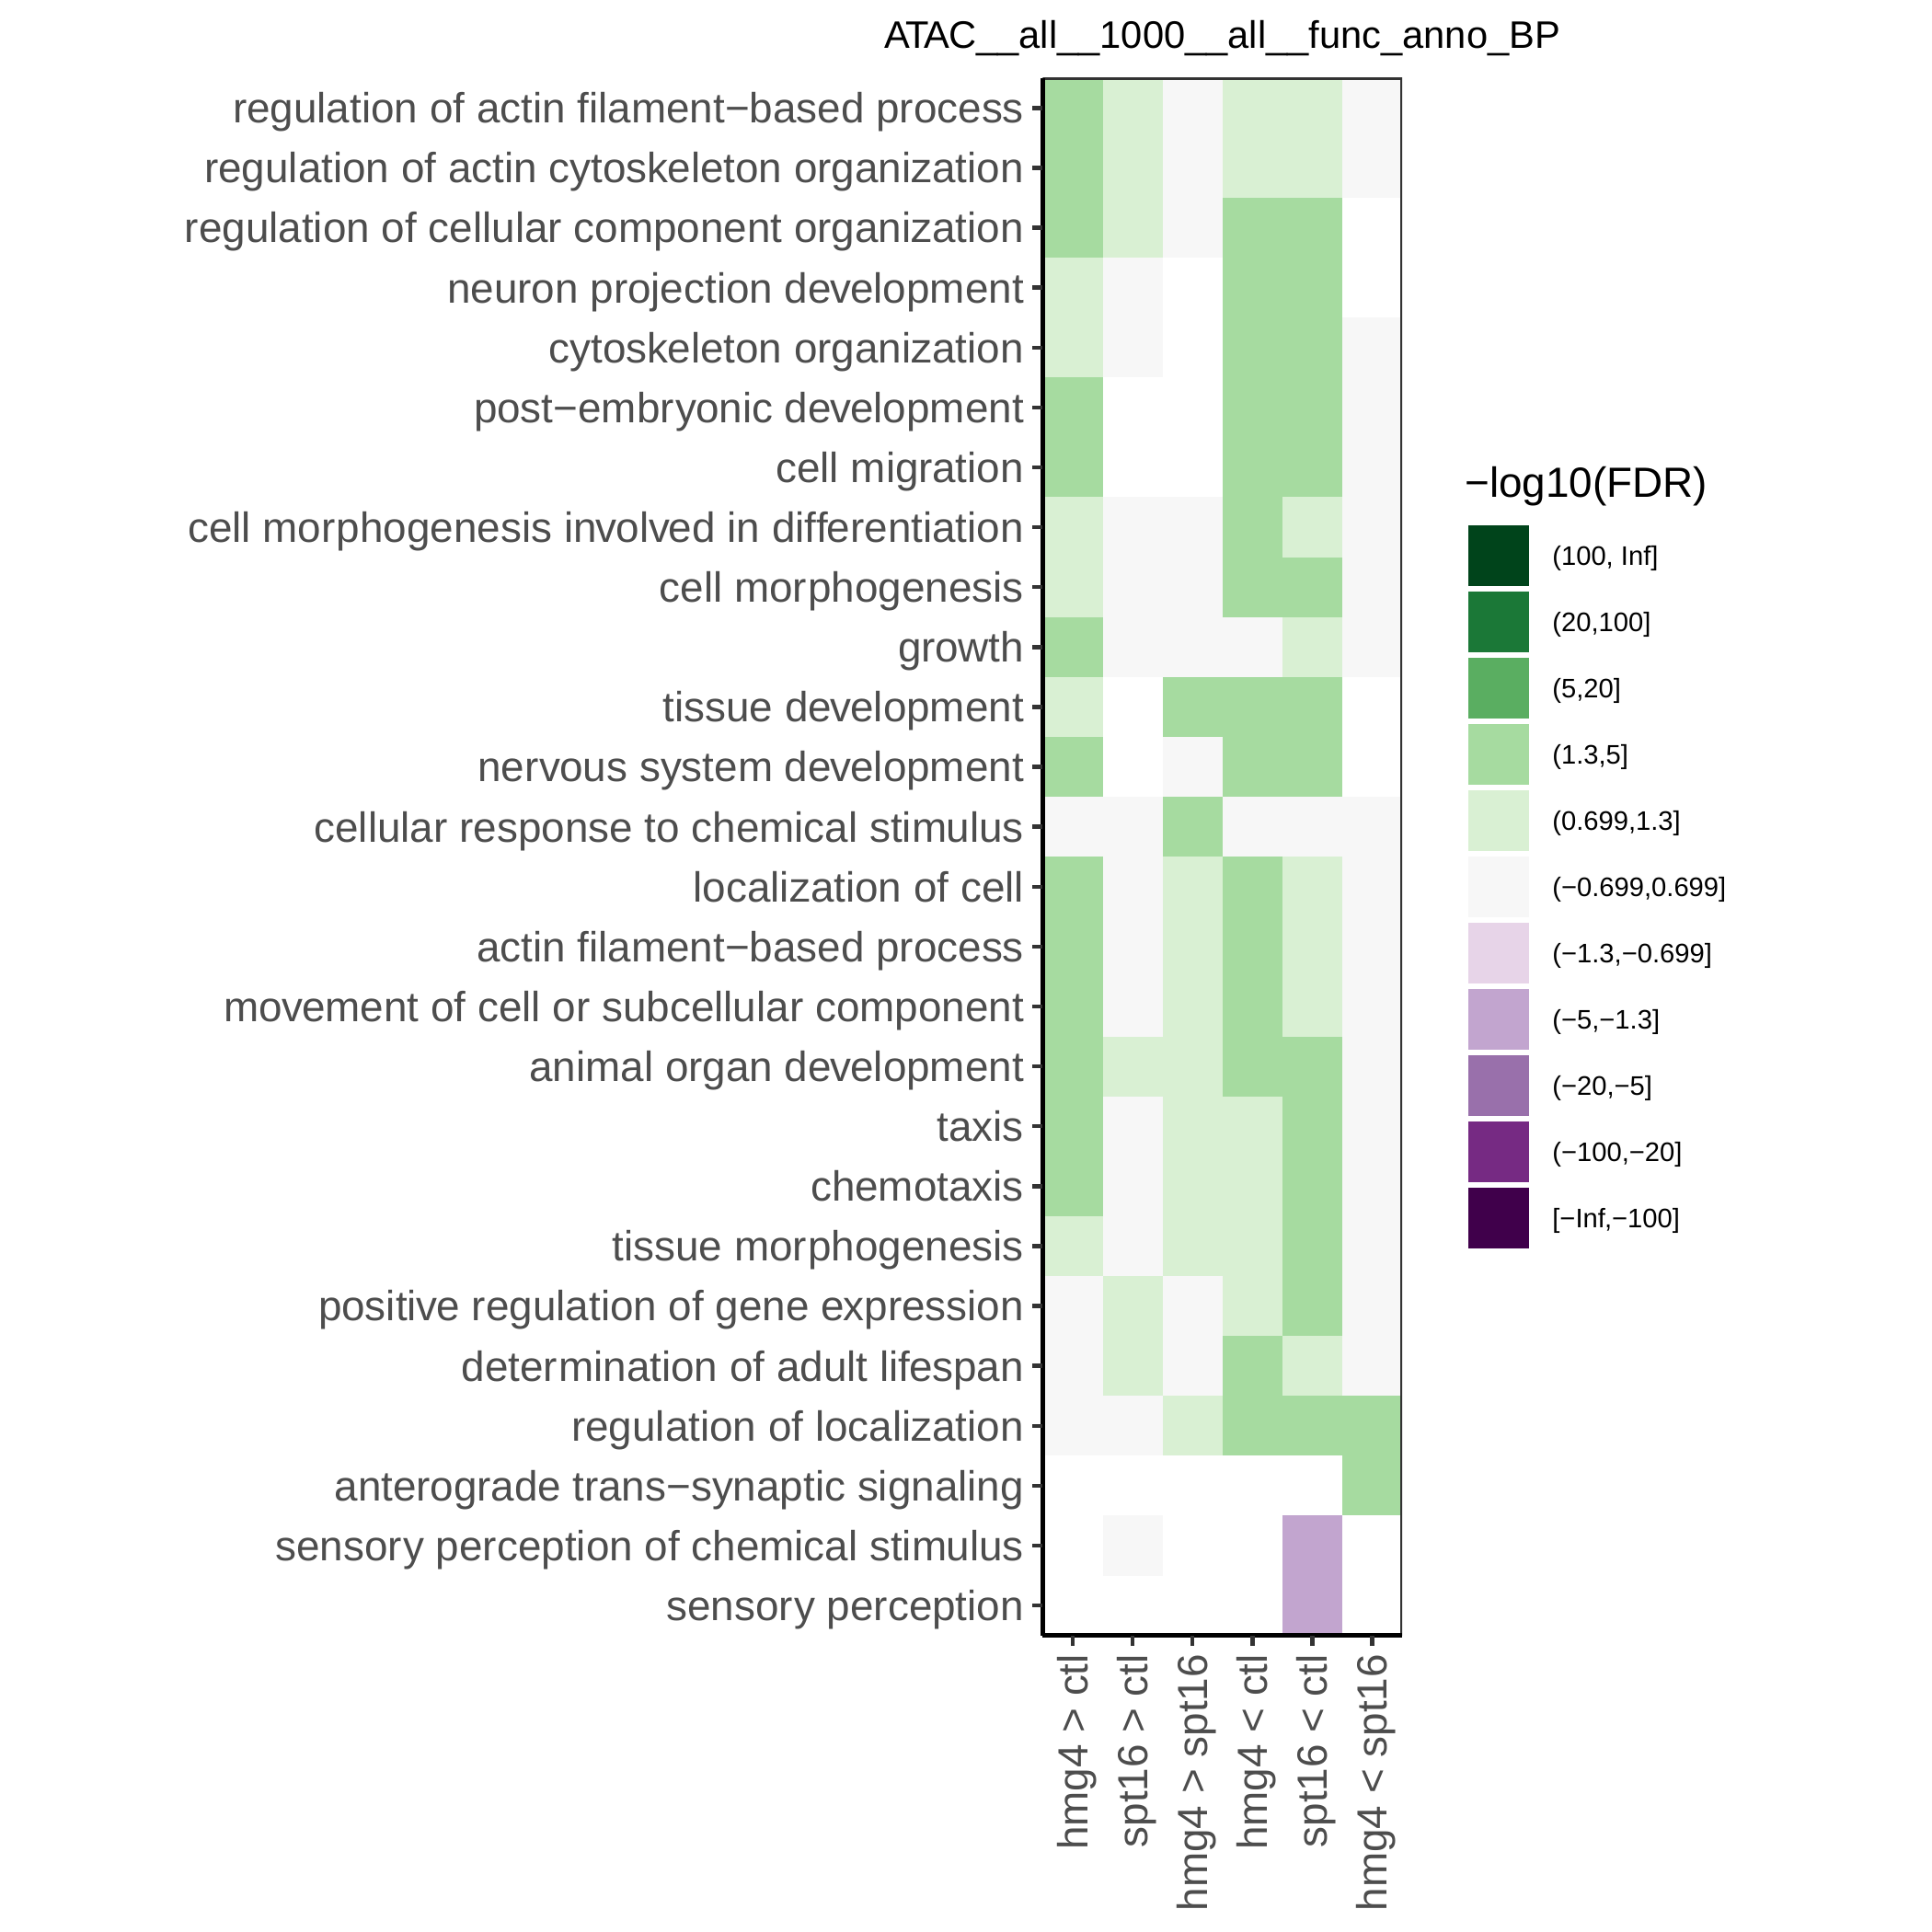 ATAC__all__1000__all__func_anno_BP
regulation of actin filament−based process
regulation of actin cytoskeleton organization
regulation of cellular component organization
neuron projection development
cytoskeleton organization
post−embryonic development
cell migration
cell morphogenesis involved in differentiation
cell morphogenesis
growth
tissue development
nervous system development
cellular response to chemical stimulus
localization of cell
actin filament−based process
movement of cell or subcellular component
animal organ development
taxis
chemotaxis
tissue morphogenesis
positive regulation of gene expression
determination of adult lifespan
regulation of localization
anterograde trans−synaptic signaling
sensory perception of chemical stimulus
sensory perception
hmg4 > ctl
spt16 > ctl
hmg4 > spt16
hmg4 < ctl
spt16 < ctl
hmg4 < spt16
−log10(FDR)
(100, Inf]
(20,100]
(5,20]
(1.3,5]
(0.699,1.3]
(−0.699,0.699]
(−1.3,−0.699]
(−5,−1.3]
(−20,−5]
(−100,−20]
[−Inf,−100]